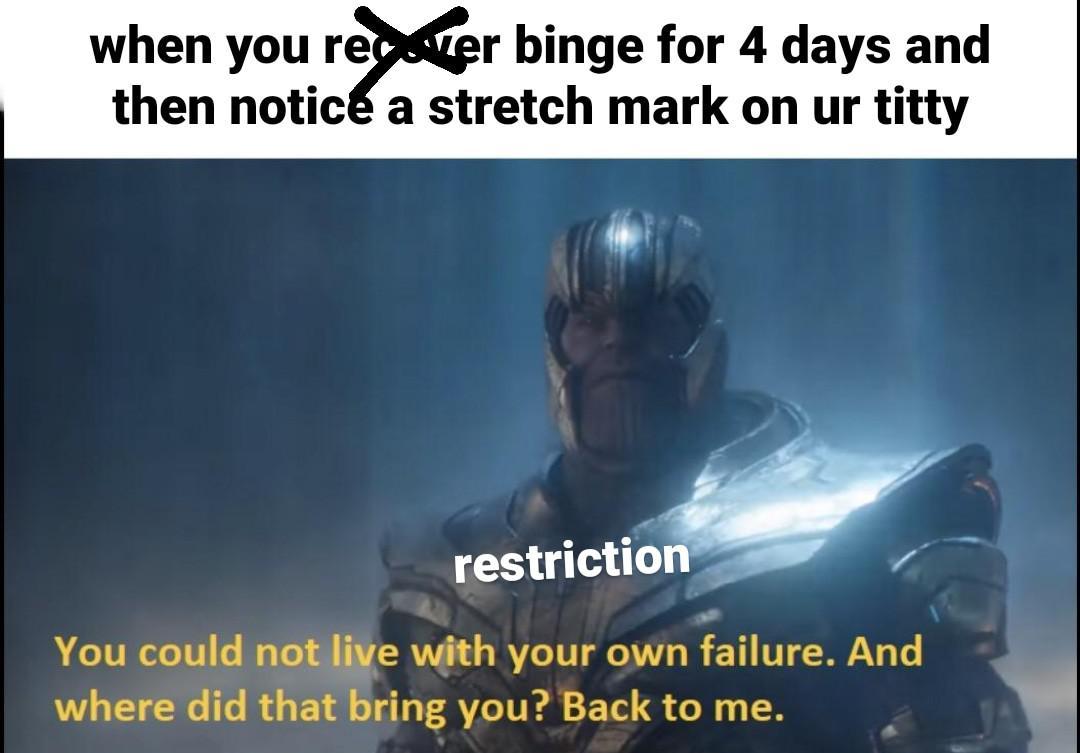 when you recover binge for 4 days and
then notice a stretch mark on ur titty
restriction
You could not live with your own failure. And
where did that bring you? Back to me.